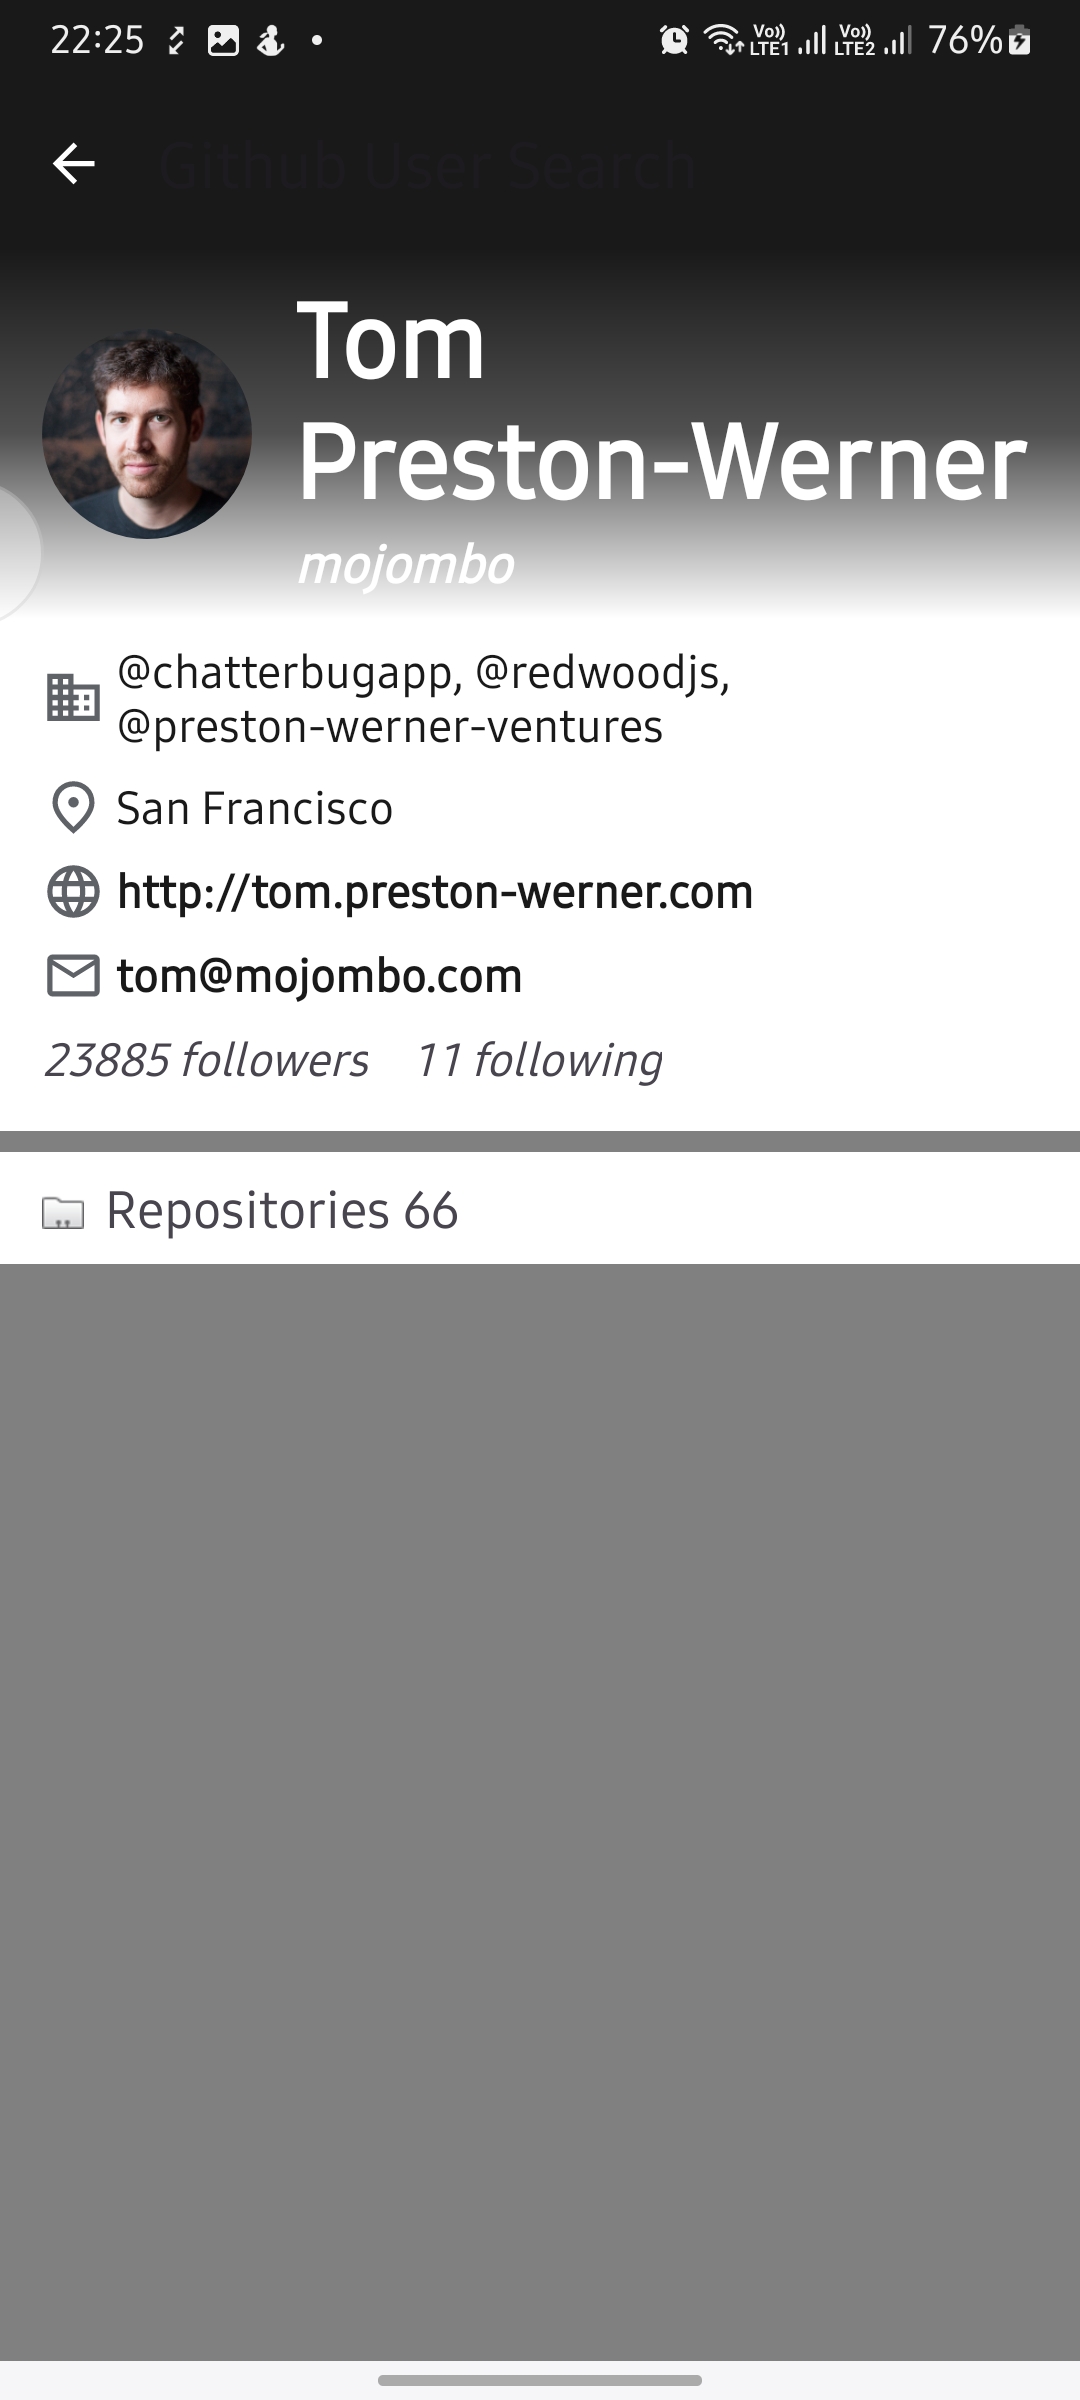 22:25 Vo)) LTE1 Vo)) LTE2 76%
Github User Search
Tom
Preston-Werner
mojombo
@chatterbugapp, @redwoodjs,
@preston-werner-ventures
San Francisco
http://tom.preston-werner.com
tom@mojombo.com
23885 followers 11 following
Repositories 66